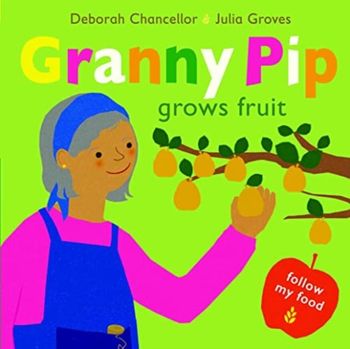 Deborah Chancellor & Julia Groves
Granny Pip
grows fruit
follow
my food